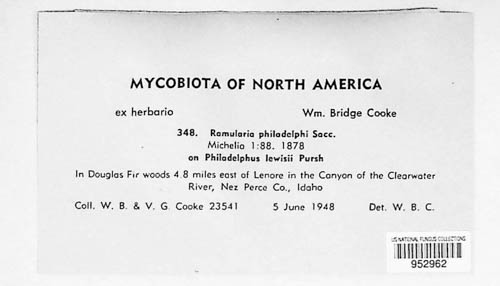 MYCOBIOTA OF NORTH AMERICA
ex herbario Wm. Bridge Cooke
348. Ramularia philadelphi Sacc.
Michelia 1:88. 1878
on Philadelphus lewisii Pursh
In Douglas Fir woods 4.8 miles east of Lenore in the Canyon of the Clearwater
River, Nez Perce Co., Idaho
Coll. W. B. & V. G. Cooke 23541 5 June 1948 Det. W. B. C.
US NATIONAL FUNGUS COLLECTIONS
952962